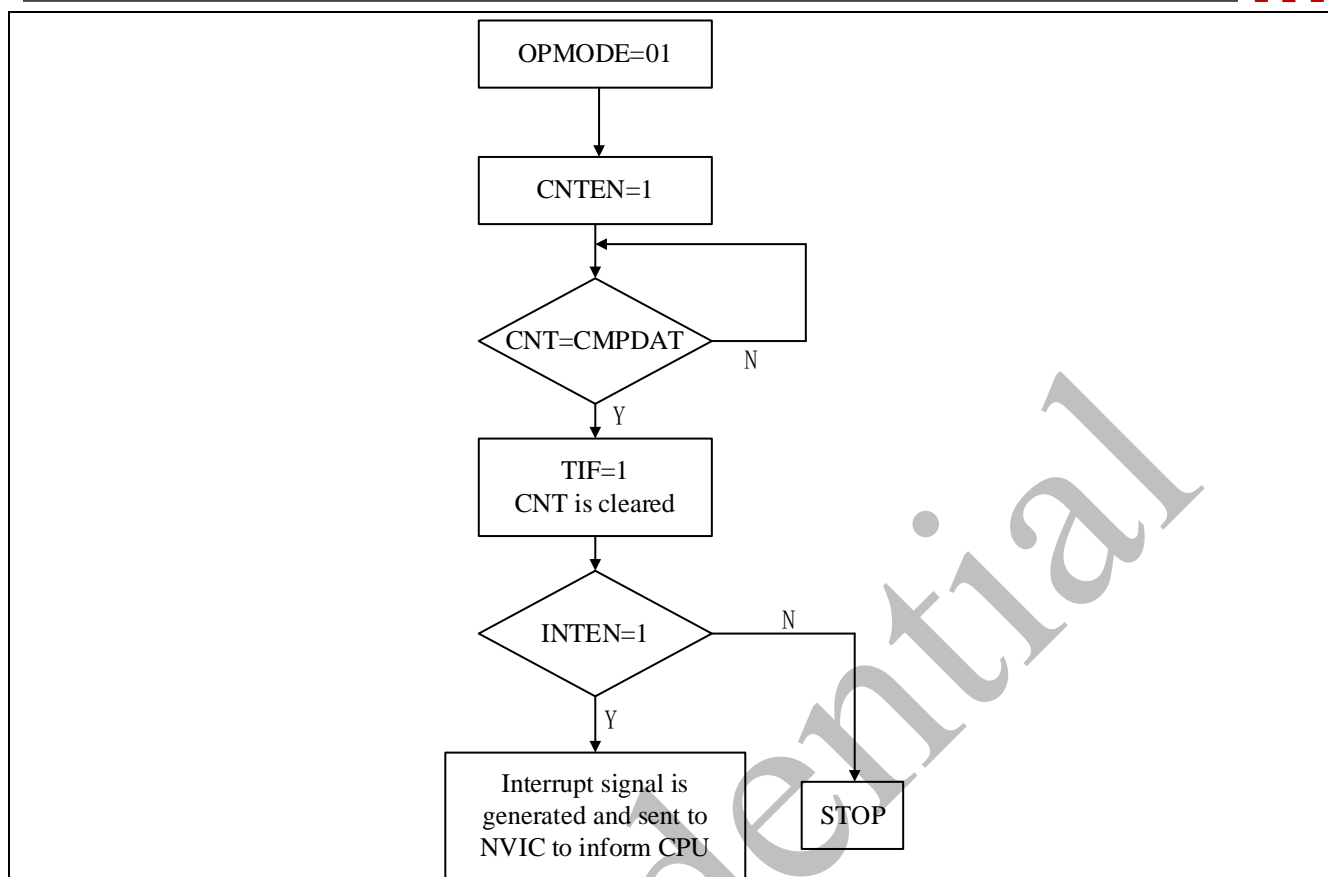 OPMODE=01
CNTEN=1
CNT=CMPDAT
N
Y
TIF=1
CNT is cleared
INTEN=1
N
Y
Interrupt signal is
generated and sent to
NVIC to inform CPU
STOP
dential